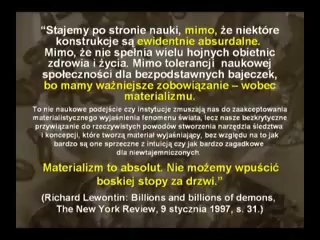 “Stajemy po stronie nauki, mimo, że niektóre
konstrukcje są ewidentnie absurdalne.
Mimo, że nie spełnia wielu hojnych obietnic
zdrowia i życia. Mimo tolerancji  naukowej
społeczności dla bezpodstawnych bajeczek,
bo mamy ważniejsze zobowiązanie – wobec
materializmu.
To nie naukowe podejście czy instytucje zmuszają nas do zaakceptowania
materialistycznego wyjaśnienia fenomenu świata, lecz nasze bezkrytyczne
przywiązanie do rzeczywistych powodów stworzenia narzędzia śledztwa
i koncepcji, które tworzą materiał wyjaśniający, bez względu na to jak
bardzo są one sprzeczne z intuicją czy jak bardzo zagadkowe
dla niewtajemniczonych
Materializm to absolut. Nie możemy wpuścić
boskiej stopy za drzwi.”
(Richard Lewontin: Billions and billions of demons,
The New York Review, 9 stycznia 1997, s. 31.)